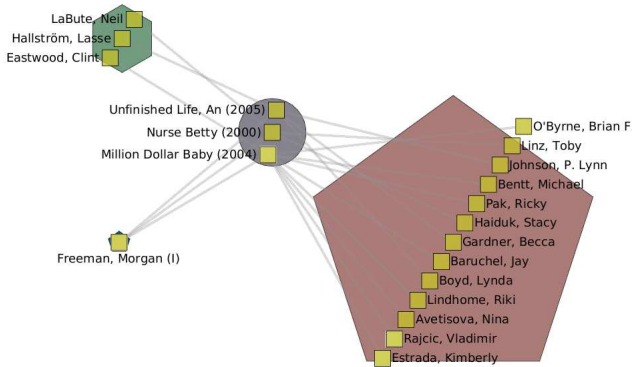 LaBute, Neil
Hallström, Lasse
Eastwood, Clint
Unfinished Life, An (2005)
Nurse Betty (2000)
Million Dollar Baby (2004)
Freeman, Morgan (I)
O'Byrne, Brian F
Linz, Toby
Johnson, P. Lynn
Bentt, Michael
Pak, Ricky
Haiduk, Stacy
Gardner, Becca
Baruchel, Jay
Boyd, Lynda
Lindhome, Riki
Avetisova, Nina
Rajcic, Vladimir
Estrada, Kimberly